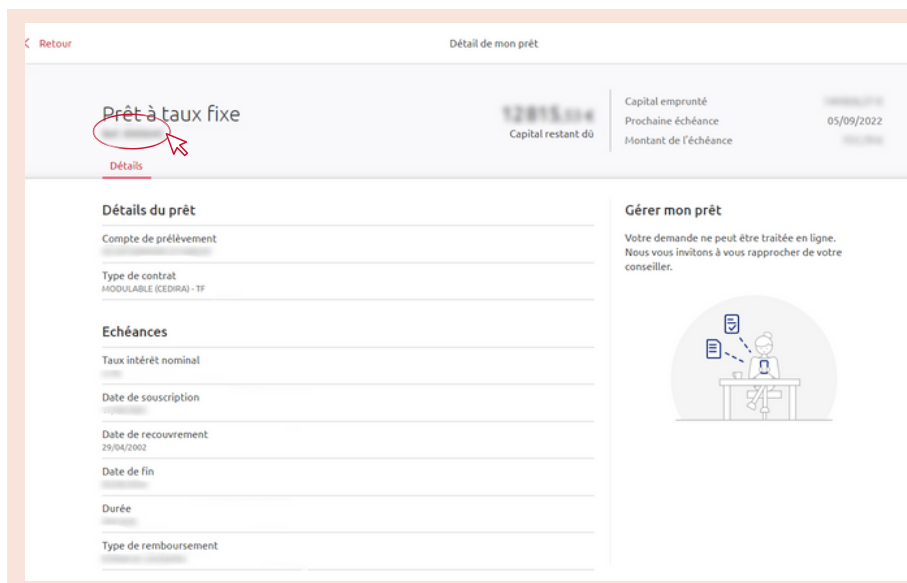 Retour
Détail de mon prêt
Prêt à taux fixe
Capital restant dû
Capital emprunté
Prochaine échéance 05/09/2022
Montant de l'échéance
Détails
Détails du prêt
Compte de prélèvement
Type de contrat
MODULABLE (CEDIRA) - TF
Echéances
Taux intérêt nominal
Date de souscription
Date de recouvrement
29/04/2002
Date de fin
Durée
Type de remboursement
Gérer mon prêt
Votre demande ne peut être traitée en ligne.
Nous vous invitons à vous rapprocher de votre
conseiller.